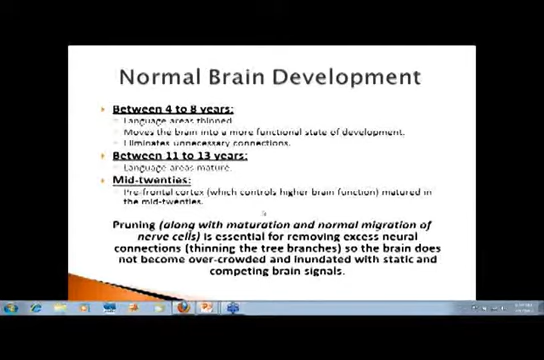 Normal Brain Development
Between 4 to 8 years:
Language areas thinned.
Moves the brain into a more functional state of development.
Eliminates unnecessary connections.
Between 11 to 13 years:
Language areas mature.
Mid-twenties:
Pre-frontal cortex (which controls higher brain function) matured in
the mid-twenties.
Pruning (along with maturation and normal migration of
nerve cells) is essential for removing excess neural
connections (thinning the tree branches) so the brain does
not become over-crowded and inundated with static and
competing brain signals.